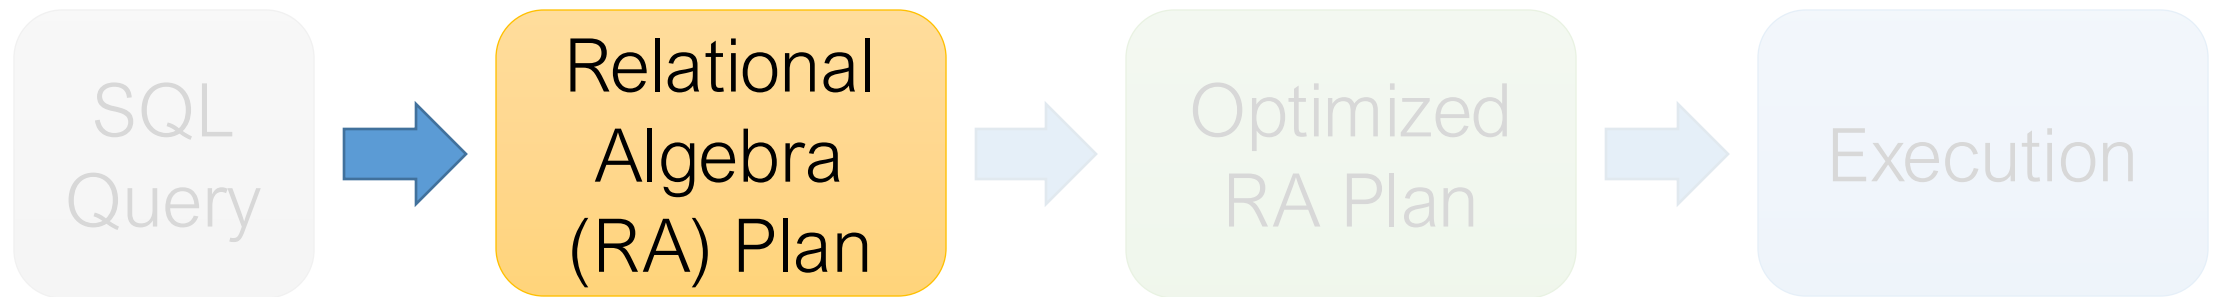 SQL
Query
Relational
Algebra
(RA) Plan
Optimized
RA Plan
Execution